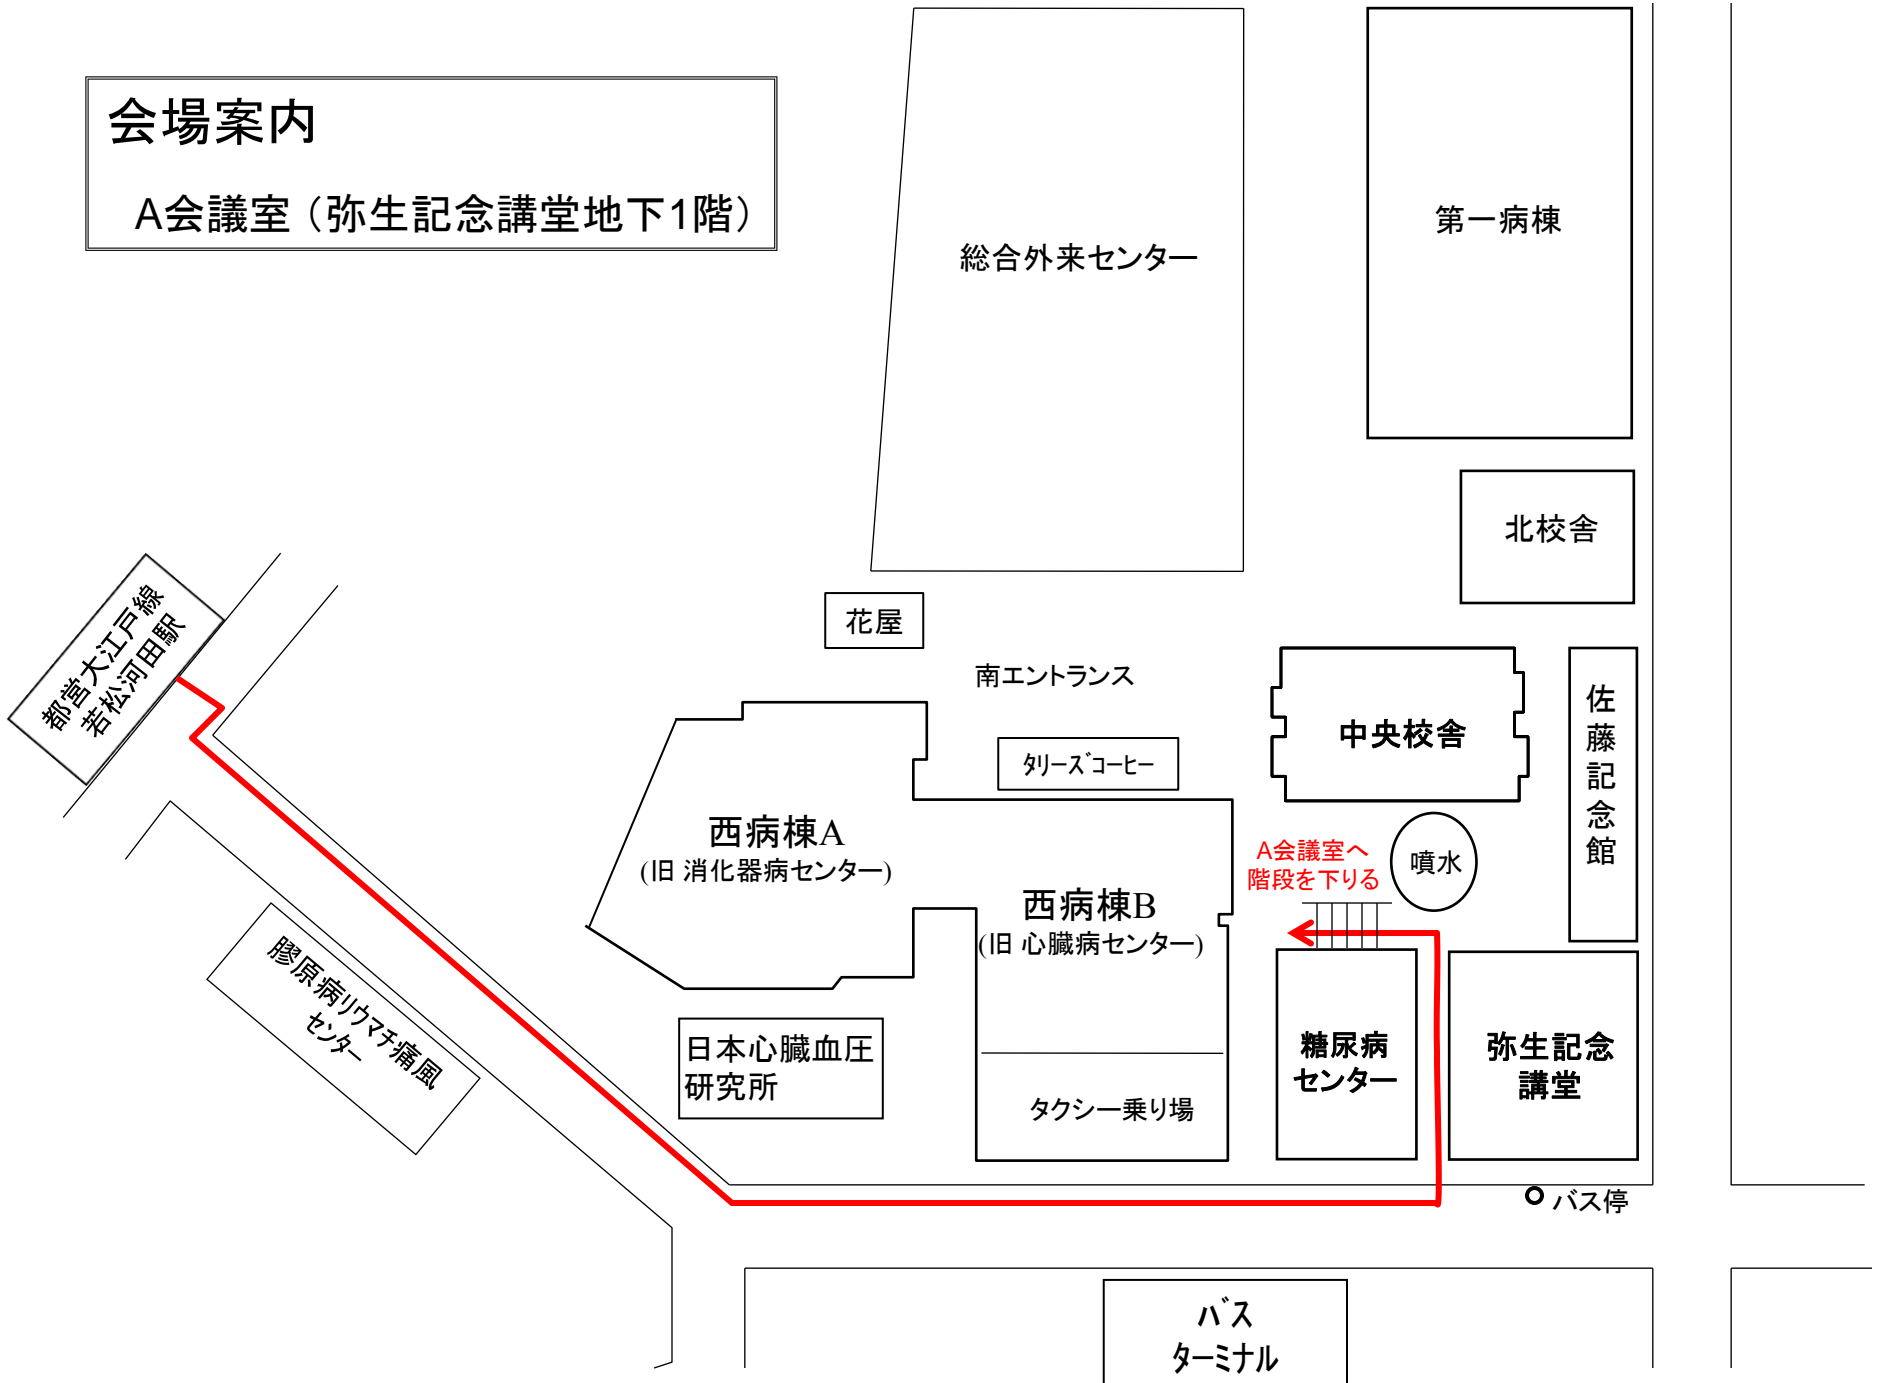 会場案内
A会議室（弥生記念講堂地下1階）
総合外来センター
第一病棟
北校舎
都営大江戸線
若松河田駅
花屋
南エントランス
タリーズコーヒー
中央校舎
佐藤記念館
西病棟A
(旧 消化器病センター)
A会議室へ
階段を下りる
噴水
西病棟B
(旧 心臓病センター)
膠原病リウマチ痛風
センター
日本心臓血圧
研究所
タクシー乗り場
糖尿病
センター
弥生記念
講堂
バス停
バス
ターミナル